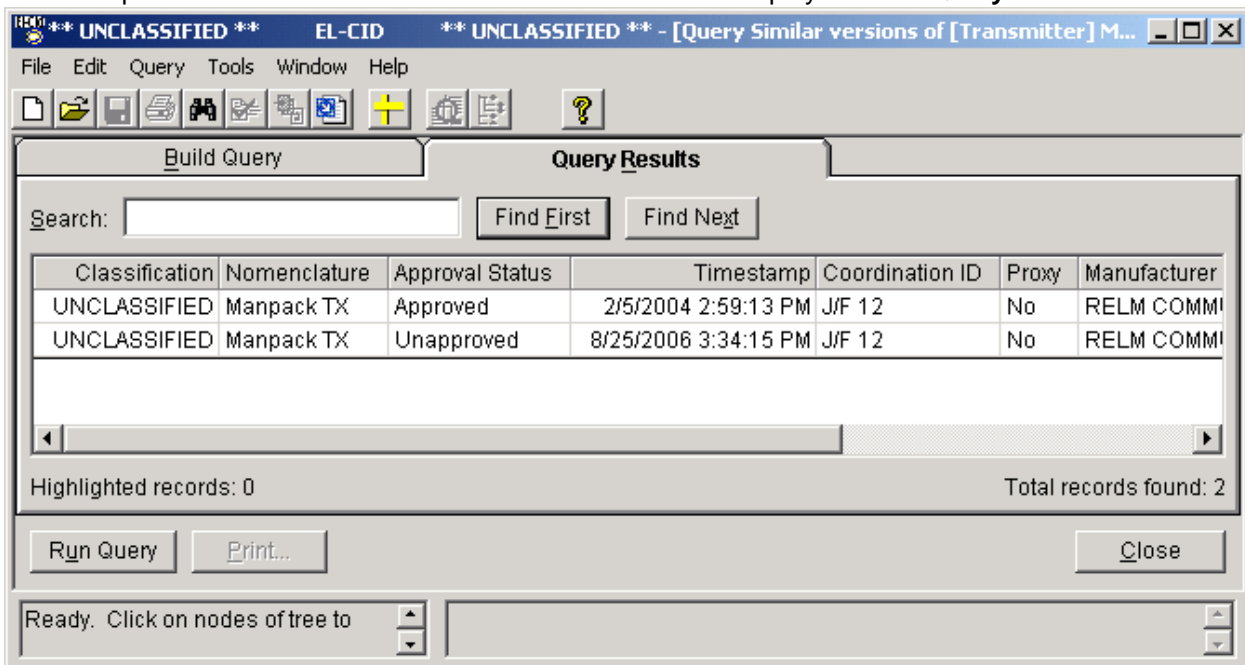 ** UNCLASSIFIED ** EL-CID ** UNCLASSIFIED ** - [Query Similar versions of [Transmitter] M...
File Edit Query Tools Window Help
Build Query Query Results
Search: Find First Find Next
Classification Nomenclature Approval Status Timestamp Coordination ID Proxy Manufacturer
UNCLASSIFIED Manpack TX Approved 2/5/2004 2:59:13 PM J/F 12 No RELM COMM
UNCLASSIFIED Manpack TX Unapproved 8/25/2006 3:34:15 PM J/F 12 No RELM COMM
Highlighted records: 0 Total records found: 2
Run Query Print... Close
Ready. Click on nodes of tree to